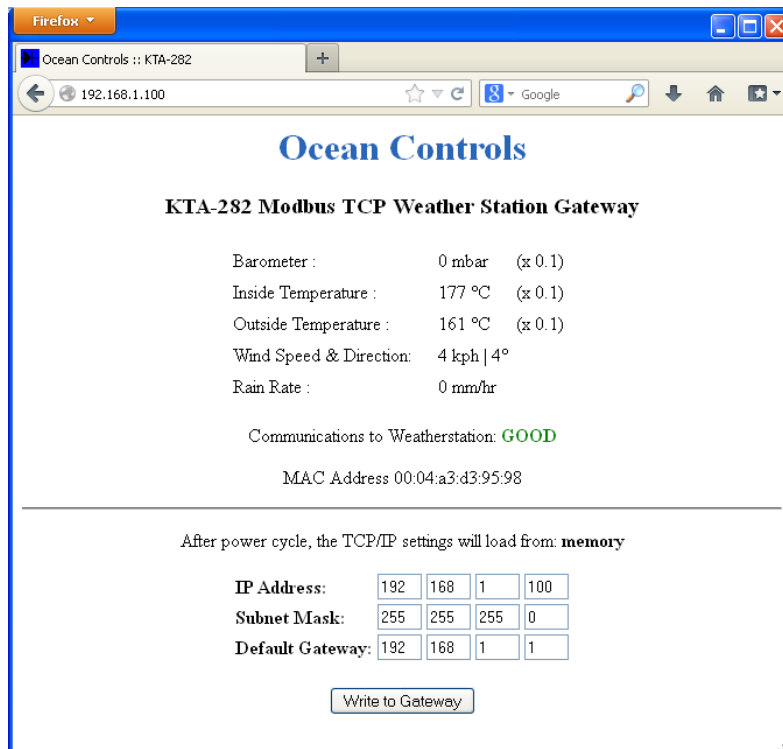 Firefox
Ocean Controls :: KTA-282
192.168.1.100
Google
Ocean Controls
KTA-282 Modbus TCP Weather Station Gateway
Barometer : 0 mbar (x 0.1)
Inside Temperature : 177 ºC (x 0.1)
Outside Temperature : 161 ºC (x 0.1)
Wind Speed & Direction: 4 kph | 4º
Rain Rate : 0 mm/hr
Communications to Weatherstation: GOOD
MAC Address 00:04:a3:d3:95:98
After power cycle, the TCP/IP settings will load from: memory
IP Address: 192 168 1 100
Subnet Mask: 255 255 255 0
Default Gateway: 192 168 1 1
Write to Gateway